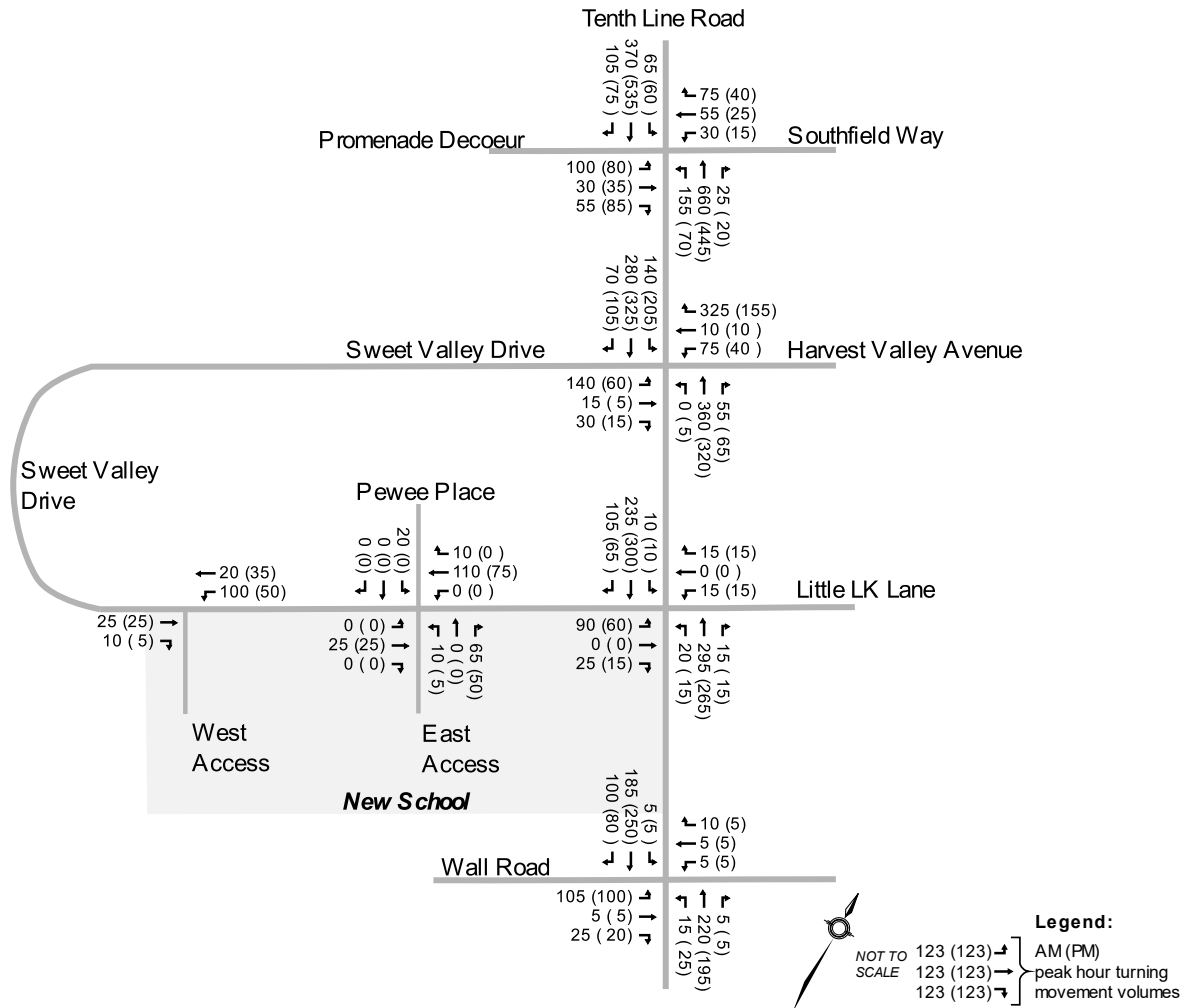 Tenth Line Road
105 (75 )
370 (535)
65 (60 )
75 (40)
55 (25)
30 (15)
Promenade Decoeur
Southfield Way
100 (80)
30 (35)
55 (85)
155 ( 70)
660 (445)
25 ( 20)
70 (105)
280 (325)
140 (205)
325 (155)
10 (10 )
75 (40 )
Sweet Valley Drive
Harvest Valley Avenue
140 (60)
15 ( 5)
30 (15)
0 ( 5)
360 (320)
55 ( 65)
Sweet Valley
Drive
Pewee Place
0 (0)
0 (0)
20 (0)
10 (0 )
110 (75)
0 (0 )
105 ( 65)
235 (300)
10 (10 )
15 (15)
0 (0 )
15 (15)
20 (35)
100 (50)
Little LK Lane
25 (25)
10 ( 5)
0 ( 0)
25 (25)
0 ( 0)
10 ( 5)
0 (0)
65 (50)
90 (60)
0 ( 0)
25 (15)
20 ( 15)
295 (265)
15 ( 15)
West
Access
East
Access
New School
100 (80 )
185 (250)
5 (5 )
10 (5)
5 (5)
5 (5)
Wall Road
105 (100)
5 ( 5)
25 ( 20)
15 ( 25)
220 (195)
5 ( 5)
Legend:
NOT TO
SCALE
123 (123)
123 (123)
123 (123)
AM (PM)
peak hour turning
movement volumes